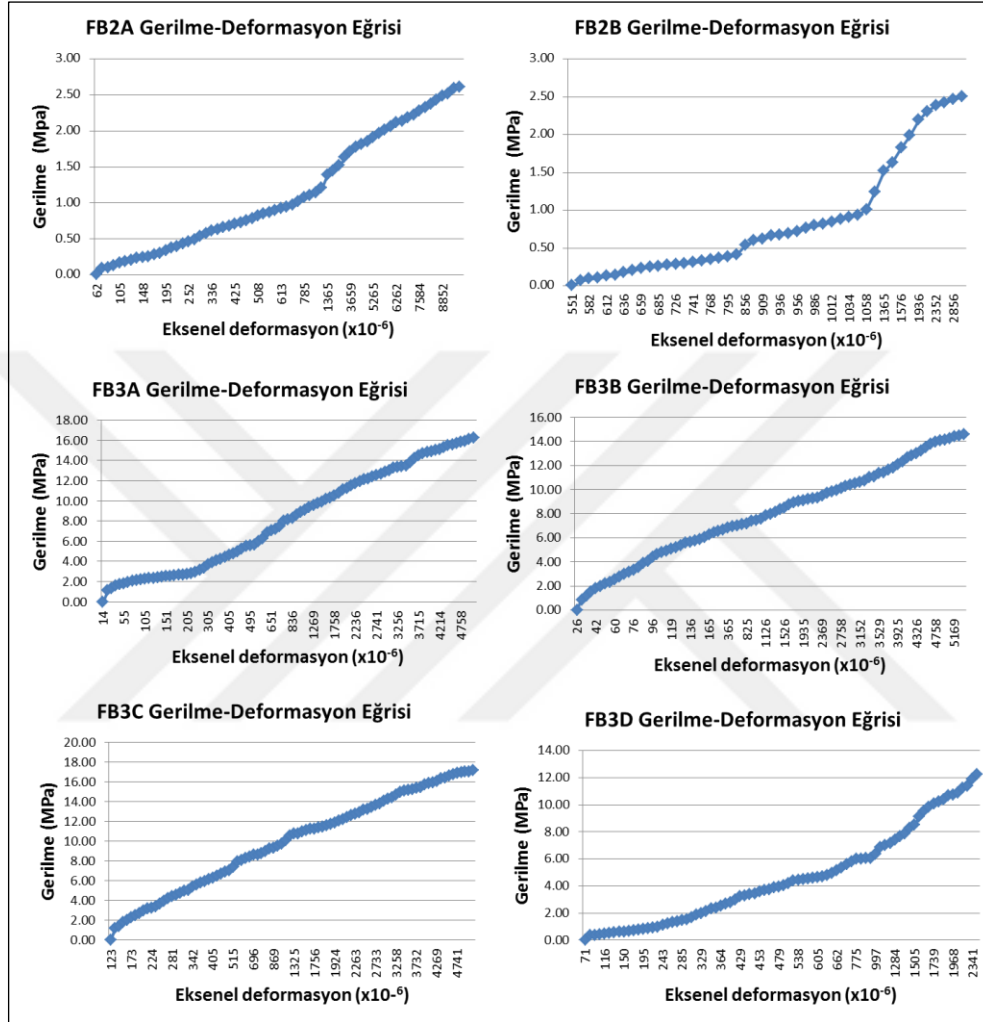 FB2A Gerilme-Deformasyon Eğrisi
3.00
2.50
2.00
1.50
1.00
0.50
0.00
Gerilme (Mpa)
62 105 148 195 252 336 425 508 613 785 1365 3659 5265 6262 7584 8852
Eksenel deformasyon (x10-6)
FB2B Gerilme-Deformasyon Eğrisi
3.00
2.50
2.00
1.50
1.00
0.50
0.00
Gerilme (MPa)
551 582 612 636 659 685 726 741 768 795 856 909 936 956 986 1012 1034 1058 1365 1576 1936 2352 2856
Eksenel deformasyon (x10-6)
FB3A Gerilme-Deformasyon Eğrisi
18.00
16.00
14.00
12.00
10.00
8.00
6.00
4.00
2.00
0.00
Gerilme (MPa)
14 55 105 151 205 305 405 495 651 836 1269 1758 2236 2741 3256 3715 4214 4758
Eksenel deformasyon (x10-6)
FB3B Gerilme-Deformasyon Eğrisi
16.00
14.00
12.00
10.00
8.00
6.00
4.00
2.00
0.00
Gerilme (MPa)
26 42 60 76 96 119 136 165 365 825 1126 1526 1935 2369 2758 3152 3529 3925 4326 4758 5169
Eksenel deformasyon (x10-6)
FB3C Gerilme-Deformasyon Eğrisi
20.00
18.00
16.00
14.00
12.00
10.00
8.00
6.00
4.00
2.00
0.00
Gerilme (MPa)
123 173 224 281 342 405 515 696 869 1325 1756 1924 2263 2733 3258 3732 4269 4741
Eksenel deformasyon (x10-6)
FB3D Gerilme-Deformasyon Eğrisi
14.00
12.00
10.00
8.00
6.00
4.00
2.00
0.00
Gerilme (MPa)
71 116 150 195 243 285 329 364 429 453 479 538 605 662 775 997 1284 1505 1739 1968 2341
Eksenel deformasyon (x10-6)